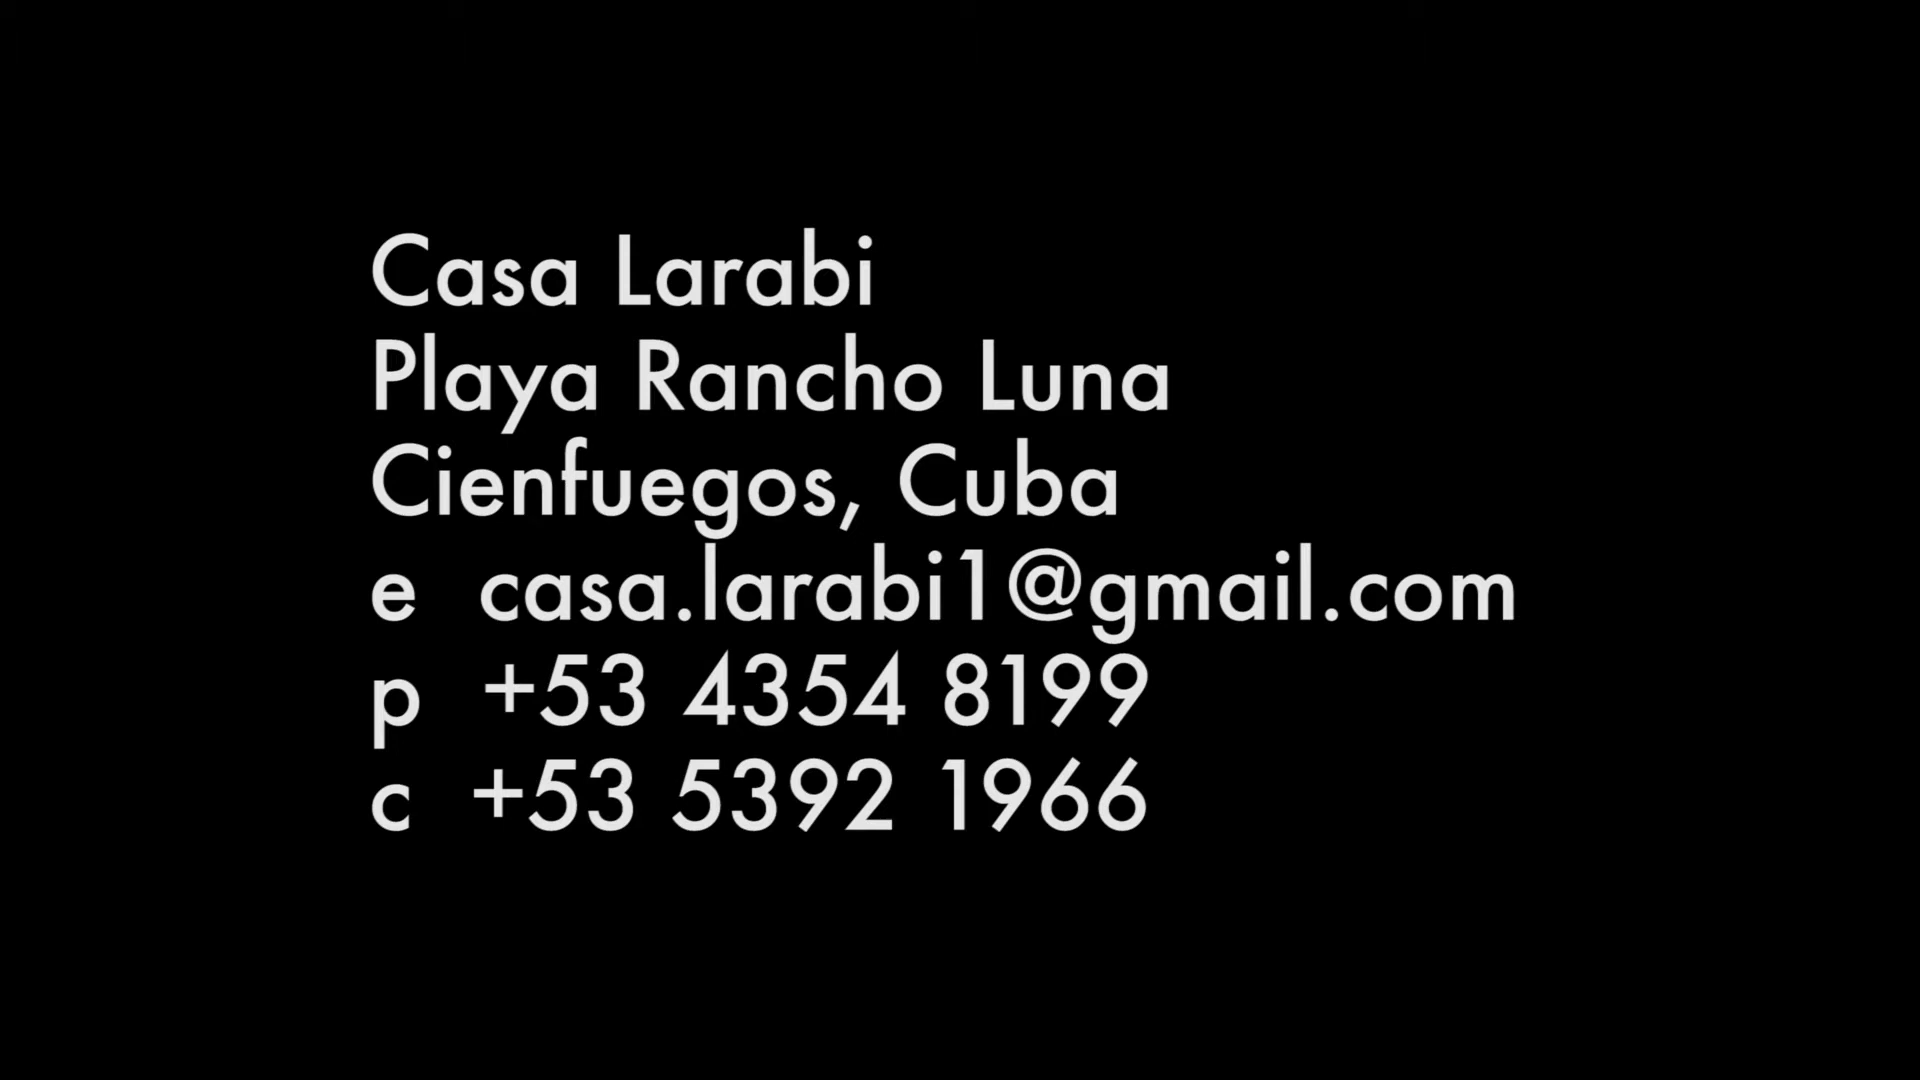 Casa Larabi
Playa Rancho Luna
Cienfuegos, Cuba
e casa.larabi1@gmail.com
p +53 4354 8199
c +53 5392 1966